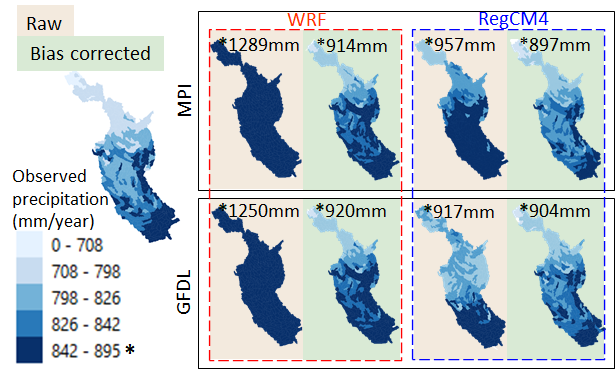 Raw
Bias corrected
WRF
RegCM4
MPI
*1289mm
*914mm
*957mm
*897mm
GFDL
*1250mm
*920mm
*917mm
*904mm
Observed
precipitation
(mm/year)
0 - 708
708 - 798
798 - 826
826 - 842
842 - 895 *